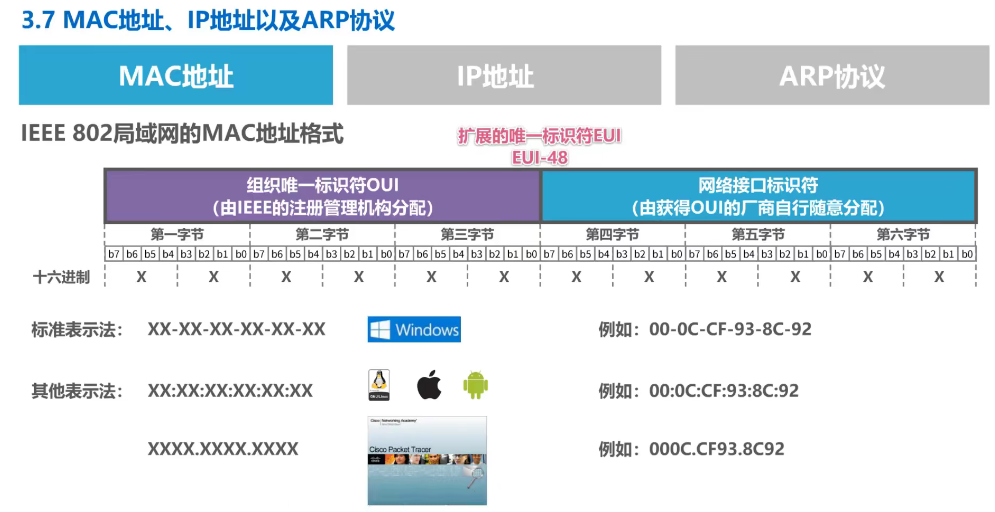 3.7 MAC地址、IP地址以及ARP协议
MAC地址 IP地址 ARP协议
IEEE 802局域网的MAC地址格式
扩展的唯一标识符EUI
EUI-48
组织唯一标识符OUI
(由IEEE的注册管理机构分配)
网络接口标识符
(由获得OUI的厂商自行随意分配)
第一字节 第二字节 第三字节 第四字节 第五字节 第六字节
b7 b6 b5 b4 b3 b2 b1 b0 b7 b6 b5 b4 b3 b2 b1 b0 b7 b6 b5 b4 b3 b2 b1 b0 b7 b6 b5 b4 b3 b2 b1 b0 b7 b6 b5 b4 b3 b2 b1 b0 b7 b6 b5 b4 b3 b2 b1 b0
十六进制 X X X X X X X X X X X X
标准表示法: XX-XX-XX-XX-XX-XX Windows 例如: 00-0C-CF-93-8C-92
其他表示法: XX:XX:XX:XX:XX:XX 例如: 00:0C:CF:93:8C:92
XXXX.XXXX.XXXX 例如: 000C.CF93.8C92
Cisco Networking Academy
Cisco Packet Tracer